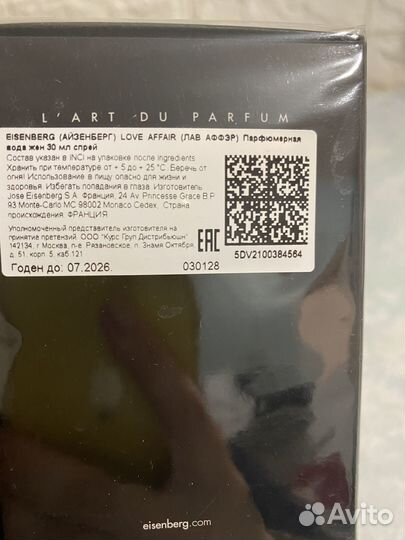 L'ART DU PARFUM
EISENBERG (АЙЗЕНБЕРГ) LOVE AFFAIR (ЛАВ АФФЭР) Парфюмерная
вода жен 30 мл спрей
Состав указан в INCI на упаковке после Ingredients
Хранить при температуре от + 5 до + 25 °С. Беречь от
огня! Использование в пищу опасно для жизни и
здоровья. Избегать попадания в глаза. Изготовитель:
Jose Eisenberg S.A. Франция, 24 Av. Princesse Grace B.P.
93 Monte-Carlo MC 98002 Monaco Cedex, Страна
происхождения: ФРАНЦИЯ
Уполномоченный представитель изготовителя на
принятие претензий: ООО "Курс Груп Дистрибьюшн"
142134, г. Москва, п-е. Рязановское, п. Знамя Октября,
д. 51, корп. 5, каб.121
Годен до: 07.2026.
030128
EAC
5DV2100384564
eisenberg.com
Avito